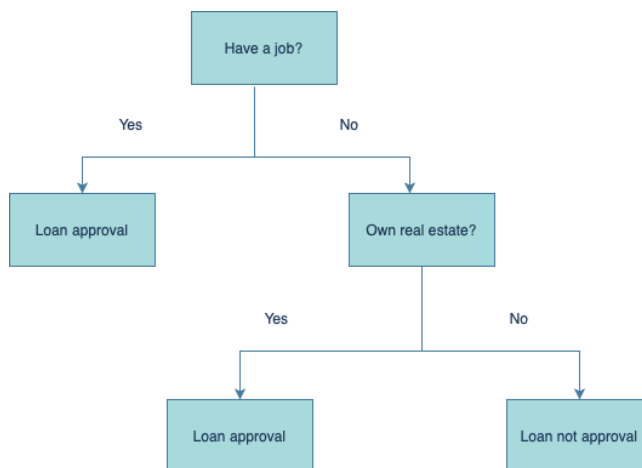 Have a job?
Yes
No
Loan approval
Own real estate?
Yes
No
Loan approval
Loan not approval